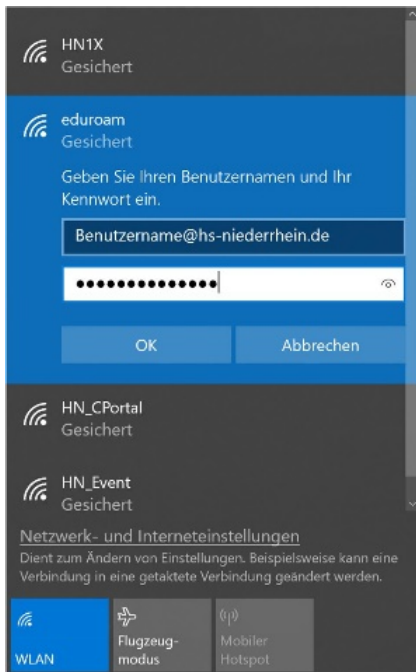 HN1X
Gesichert
eduroam
Gesichert
Geben Sie Ihren Benutzernamen und Ihr
Kennwort ein.
Benutzername@hs-niederrhein.de
●●●●●●●●●●●●●●
OK Abbrechen
HN_CPortal
Gesichert
HN_Event
Gesichert
Netzwerk- und Interneteinstellungen
Dient zum Ändern von Einstellungen. Beispielsweise kann eine
Verbindung in eine getaktete Verbindung geändert werden.
WLAN
Flugzeug-
modus
Mobiler
Hotspot